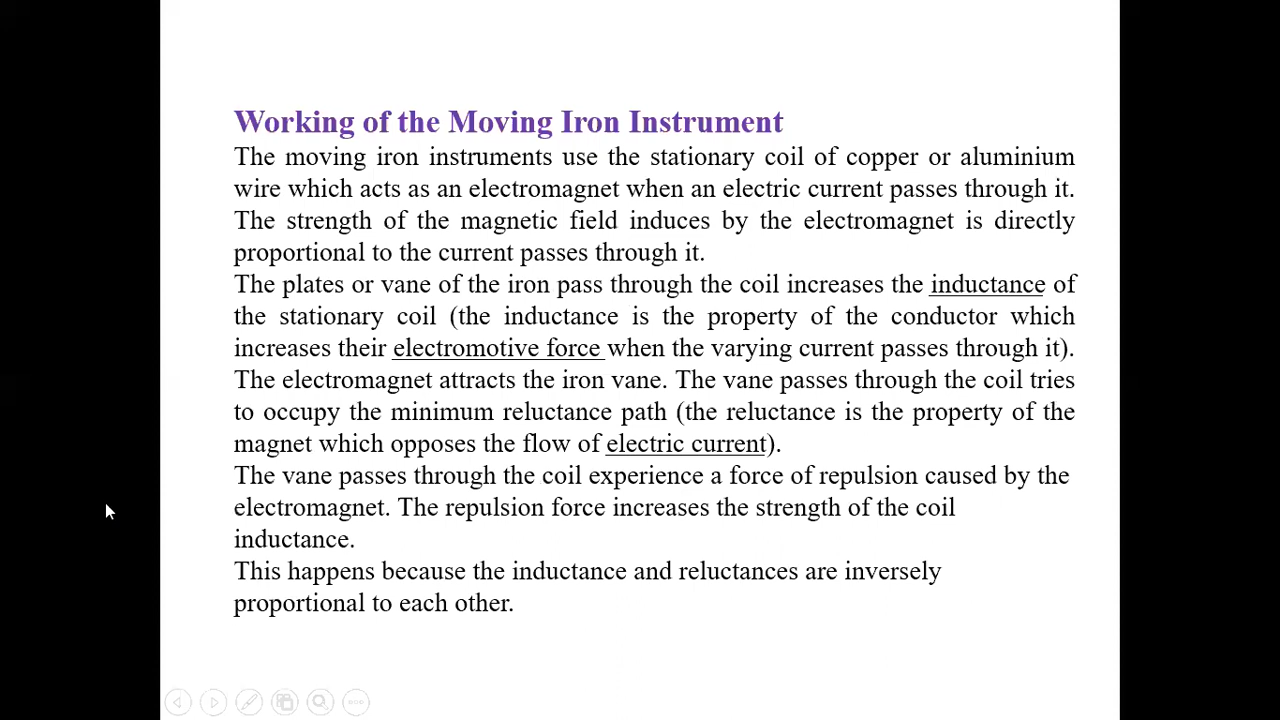 Working of the Moving Iron Instrument
The moving iron instruments use the stationary coil of copper or aluminium
wire which acts as an electromagnet when an electric current passes through it.
The strength of the magnetic field induces by the electromagnet is directly
proportional to the current passes through it.
The plates or vane of the iron pass through the coil increases the inductance of
the stationary coil (the inductance is the property of the conductor which
increases their electromotive force when the varying current passes through it).
The electromagnet attracts the iron vane. The vane passes through the coil tries
to occupy the minimum reluctance path (the reluctance is the property of the
magnet which opposes the flow of electric current).
The vane passes through the coil experience a force of repulsion caused by the
electromagnet. The repulsion force increases the strength of the coil
inductance.
This happens because the inductance and reluctances are inversely
proportional to each other.